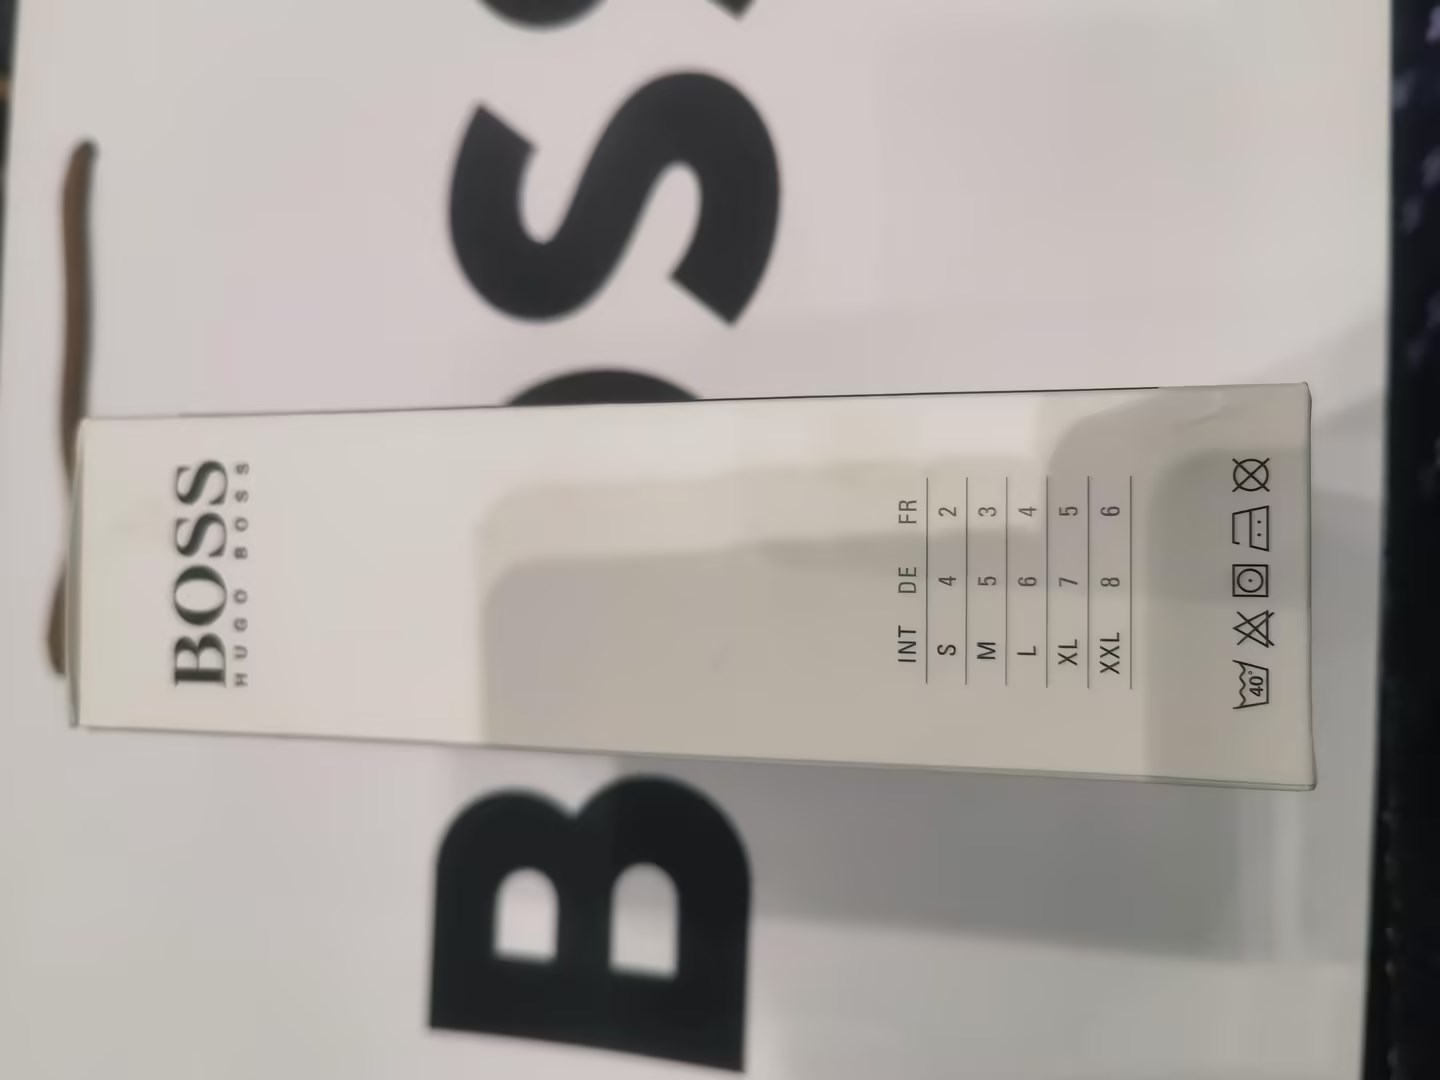 BOSS
BOSS
HUGO BOSS
INT DE FR
S 4 2
M 5 3
L 6 4
XL 7 5
XXL 8 6
40°